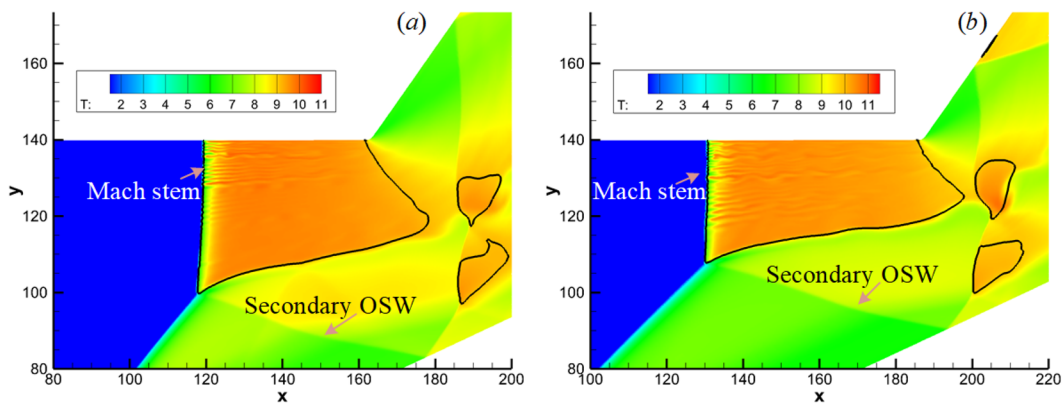 (a)
160
140
120
100
80
y
T: 2 3 4 5 6 7 8 9 10 11
Mach stem
Secondary OSW
80 100 120 140 160 180 200
x
(b)
160
140
120
100
80
y
T: 2 3 4 5 6 7 8 9 10 11
Mach stem
Secondary OSW
100 120 140 160 180 200 220
x